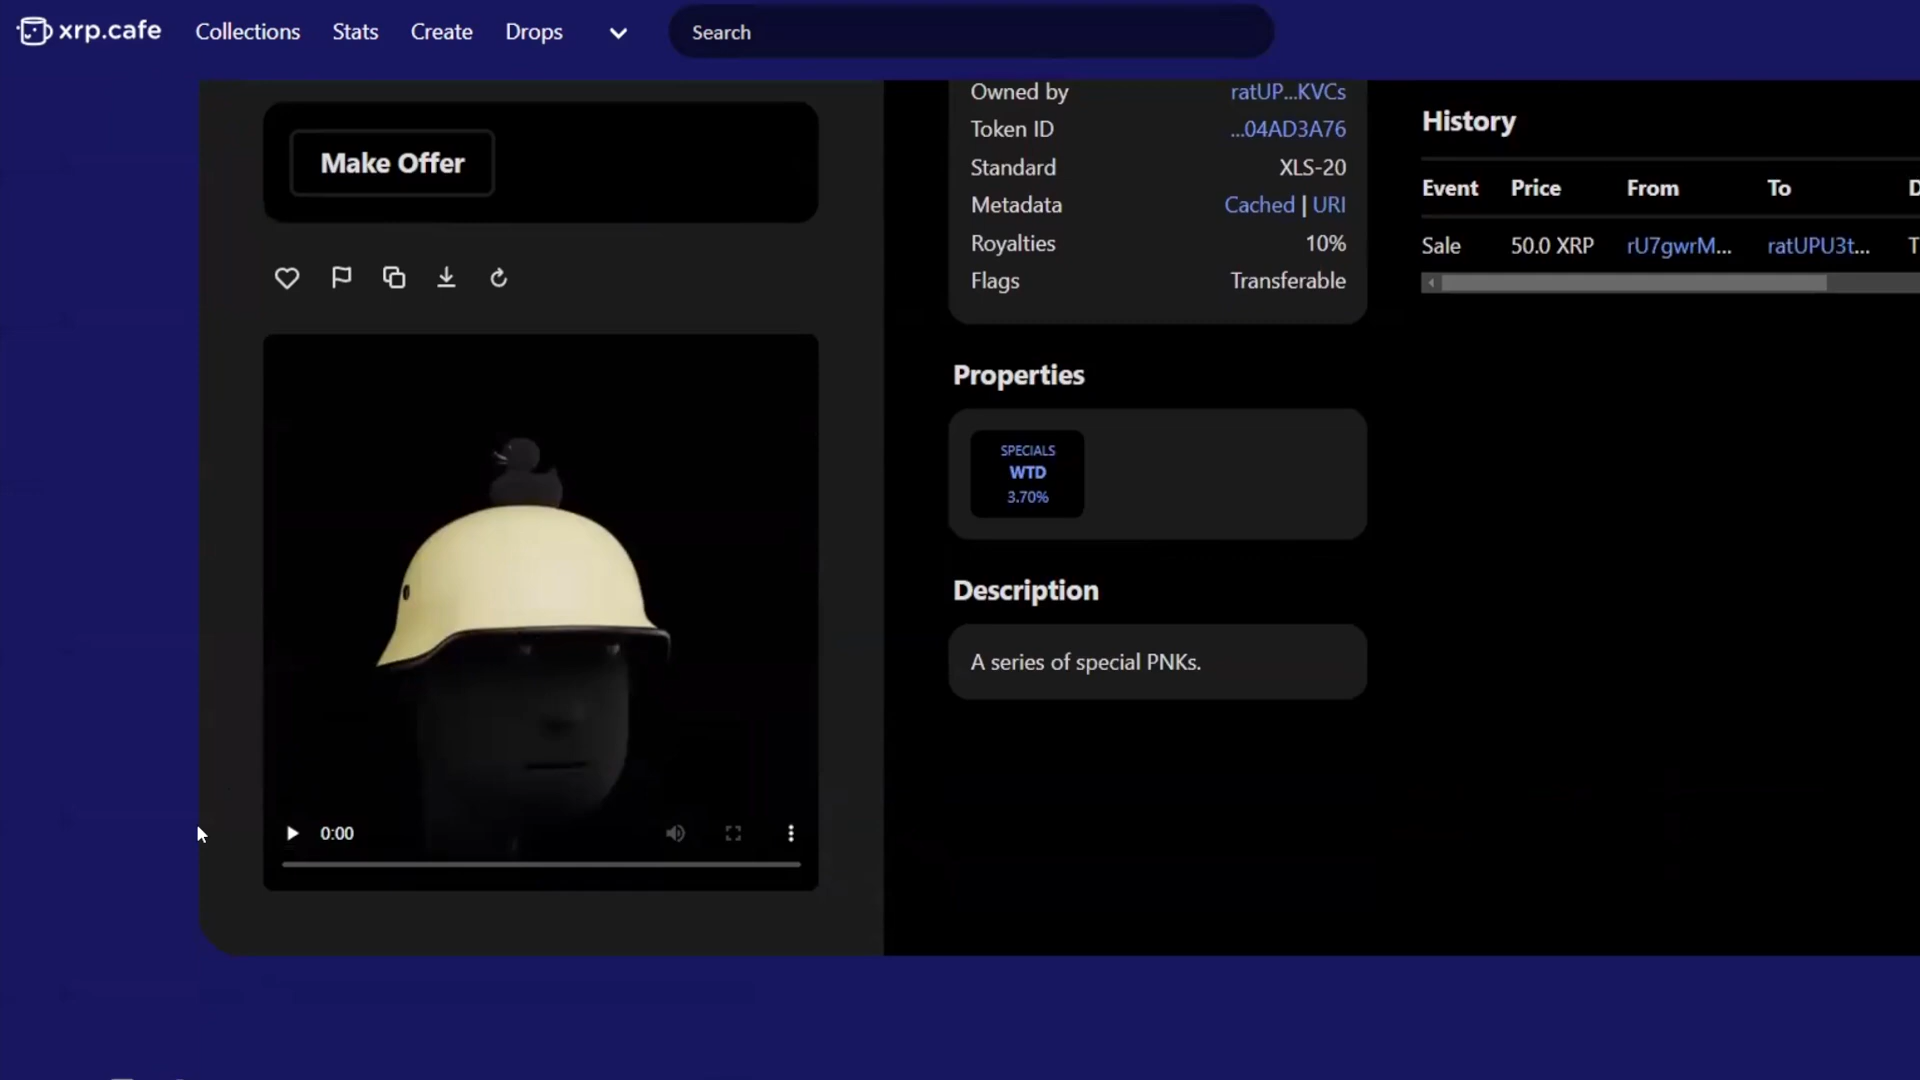 xrp.cafe Collections Stats Create Drops Search
Make Offer
0:00
Owned by ratUP...KVCs
Token ID ...04AD3A76
Standard XLS-20
Metadata Cached | URI
Royalties 10%
Flags Transferable
Properties
SPECIALS
WTD
3.70%
Description
A series of special PNKs.
History
Event Price From To D
Sale 50.0 XRP rU7gwrM... ratUPU3t... T